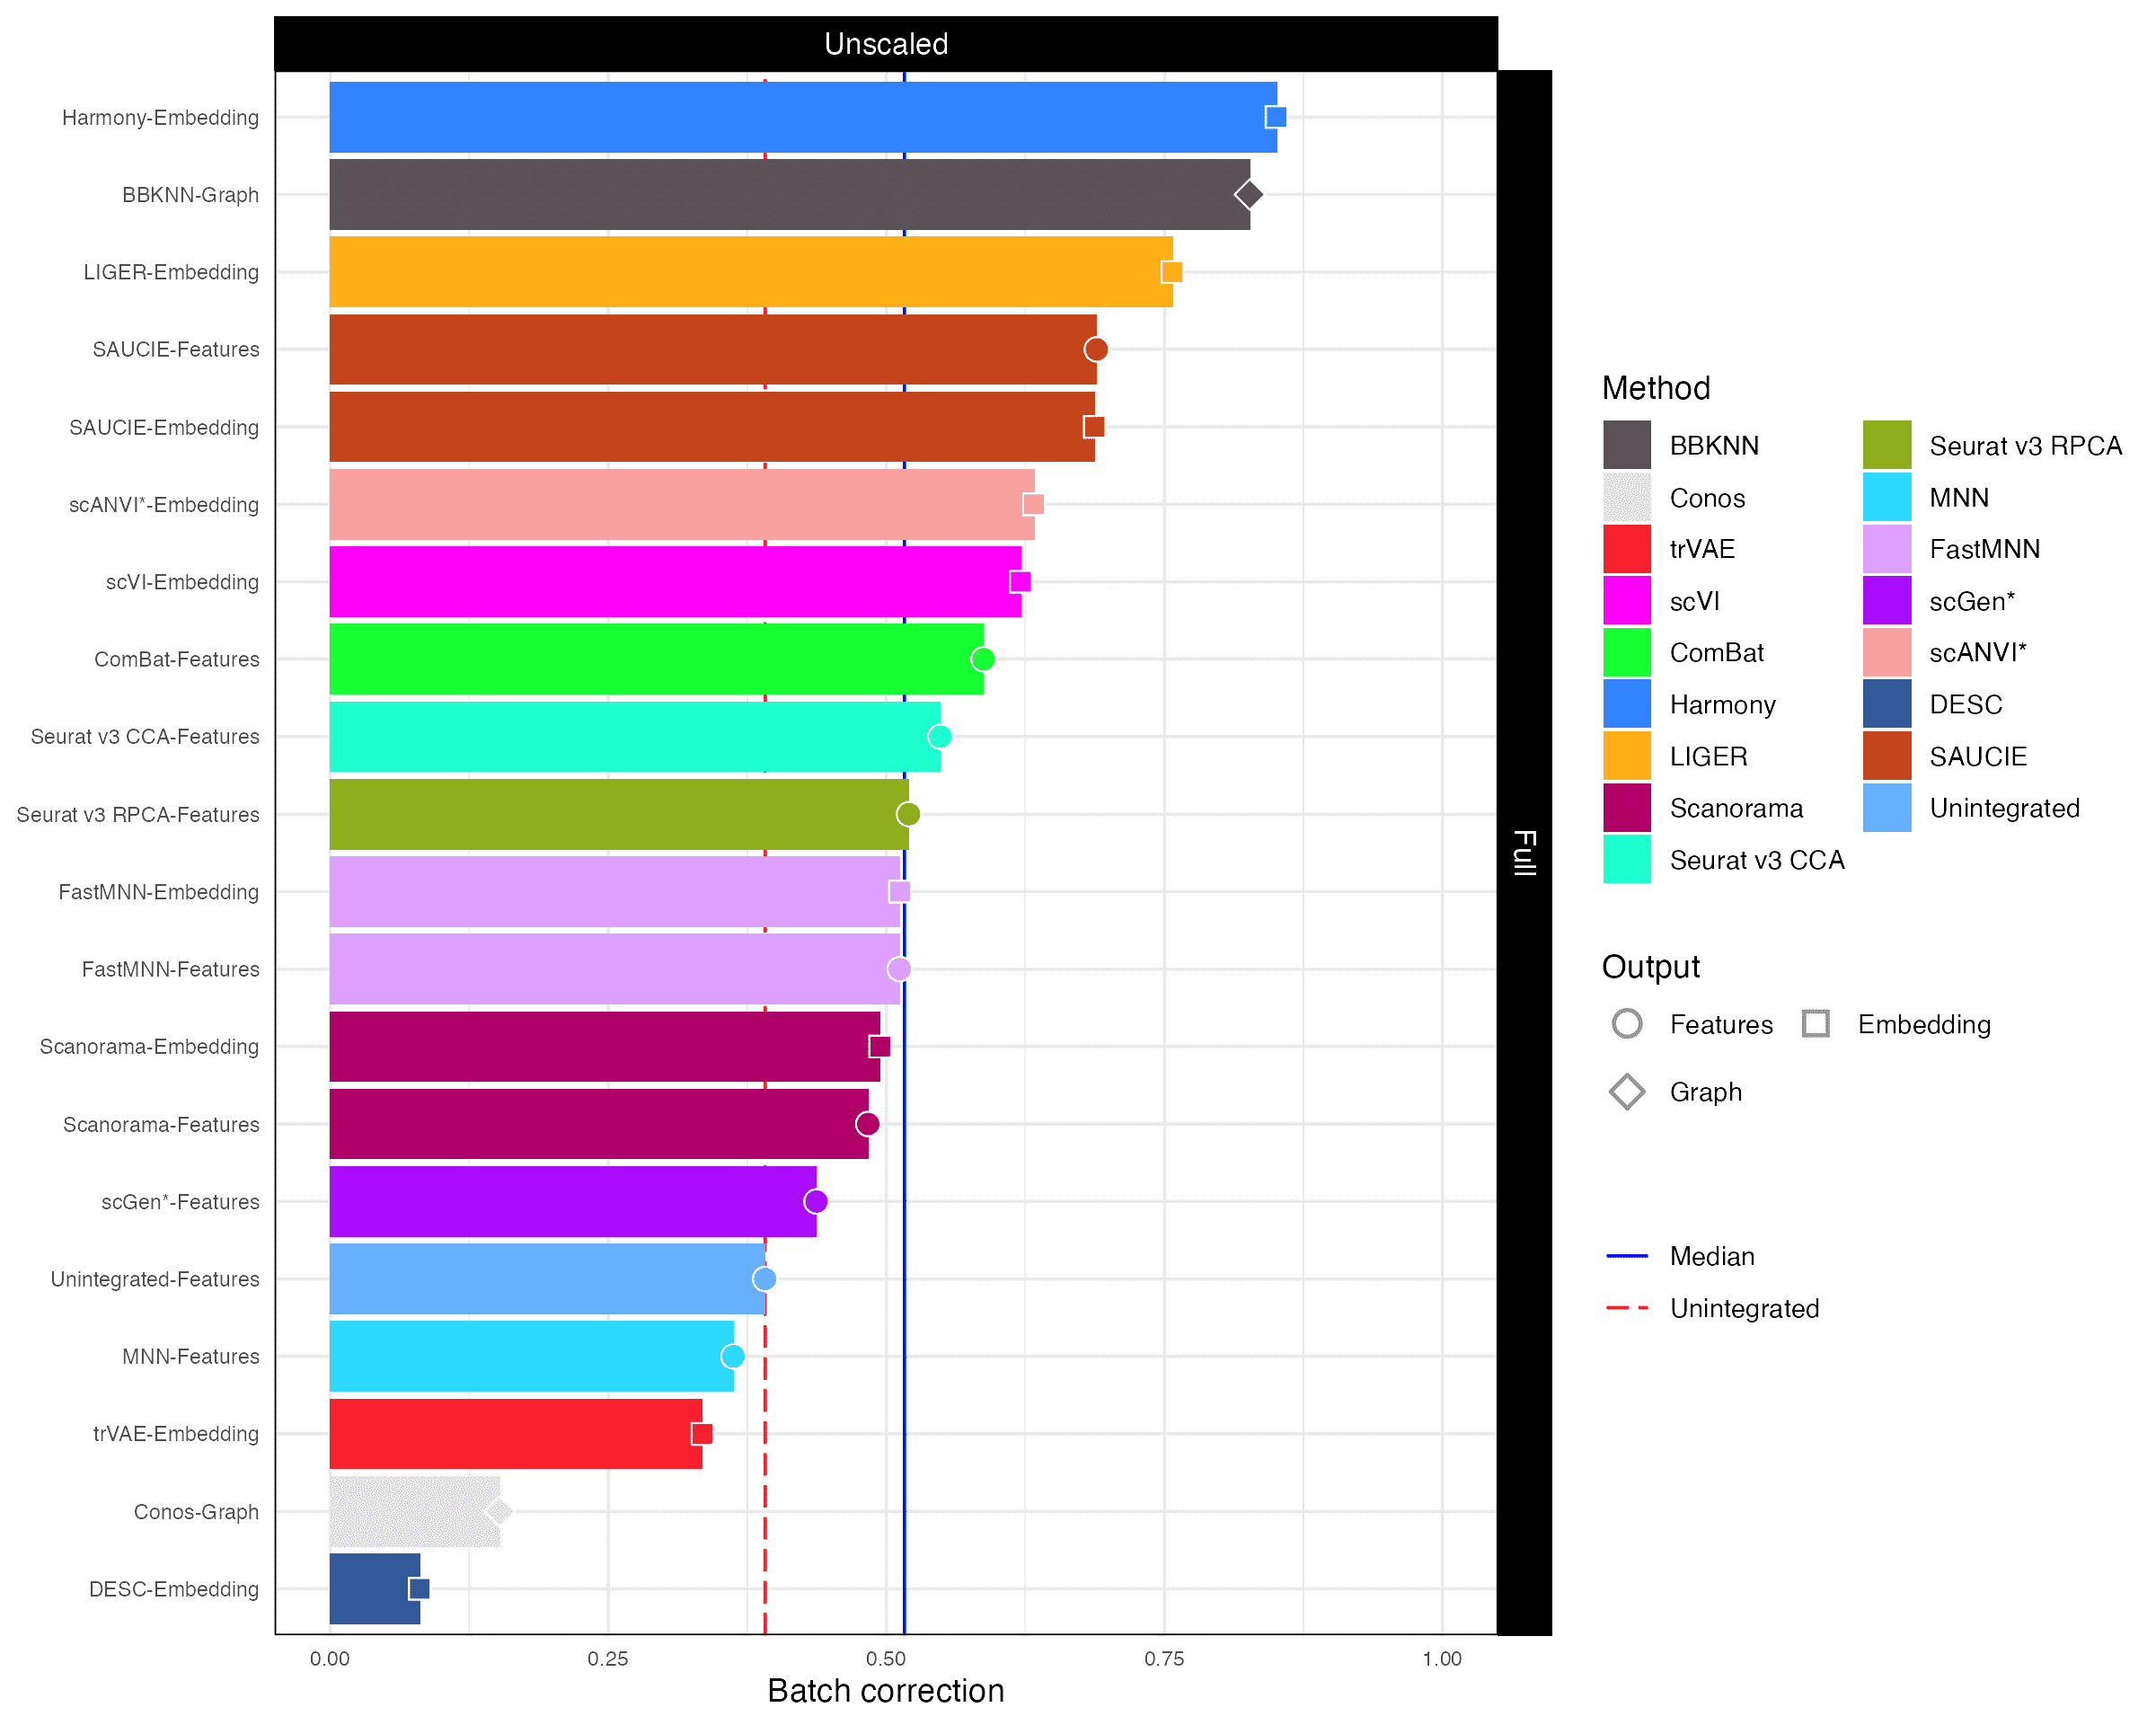 Unscaled
Harmony-Embedding
BBKNN-Graph
LIGER-Embedding
SAUCIE-Features
SAUCIE-Embedding
scANVI*-Embedding
scVI-Embedding
ComBat-Features
Seurat v3 CCA-Features
Seurat v3 RPCA-Features
FastMNN-Embedding
FastMNN-Features
Scanorama-Embedding
Scanorama-Features
scGen*-Features
Unintegrated-Features
MNN-Features
trVAE-Embedding
Conos-Graph
DESC-Embedding
0.00 0.25 0.50 0.75 1.00
Batch correction
Full
Method
BBKNN
Conos
trVAE
scVI
ComBat
Harmony
LIGER
Scanorama
Seurat v3 CCA
Seurat v3 RPCA
MNN
FastMNN
scGen*
scANVI*
DESC
SAUCIE
Unintegrated
Output
Features Embedding
Graph
Median
Unintegrated